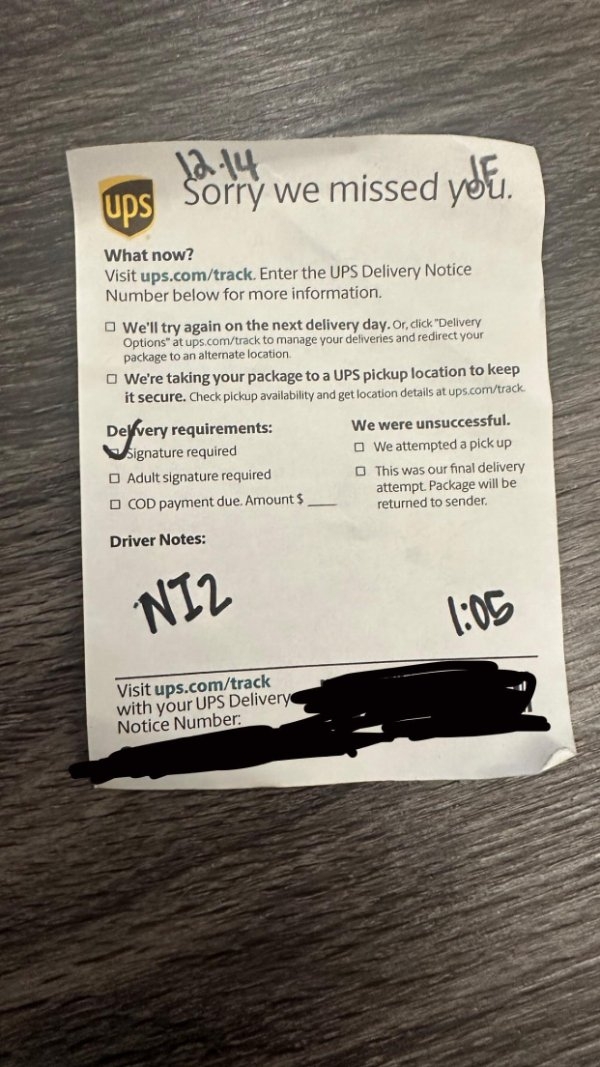 12.14
JF
ups
Sorry we missed you.
What now?
Visit ups.com/track. Enter the UPS Delivery Notice
Number below for more information.
We'll try again on the next delivery day. Or, click "Delivery
Options" at ups.com/track to manage your deliveries and redirect your
package to an alternate location.
We're taking your package to a UPS pickup location to keep
it secure. Check pickup availability and get location details at ups.com/track.
Delivery requirements:
Signature required
Adult signature required
COD payment due. Amount $ ____
We were unsuccessful.
We attempted a pick up
This was our final delivery
attempt. Package will be
returned to sender.
Driver Notes:
NI2
1:05
Visit ups.com/track
with your UPS Delivery
Notice Number: